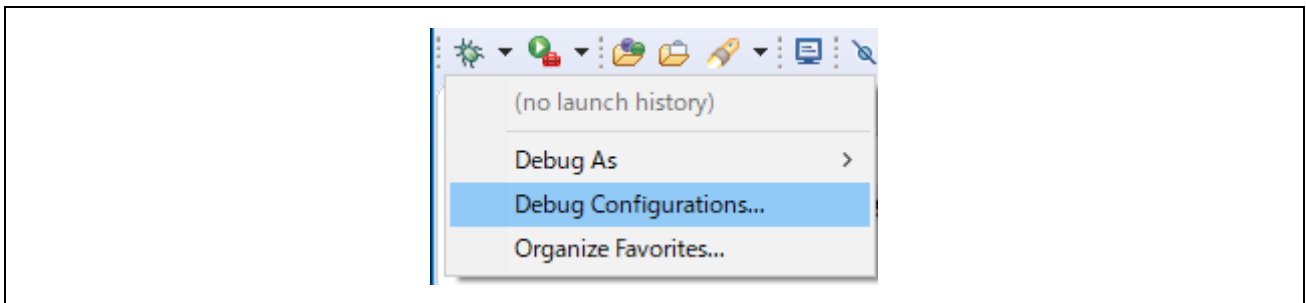 (no launch history)
Debug As
Debug Configurations...
Organize Favorites...